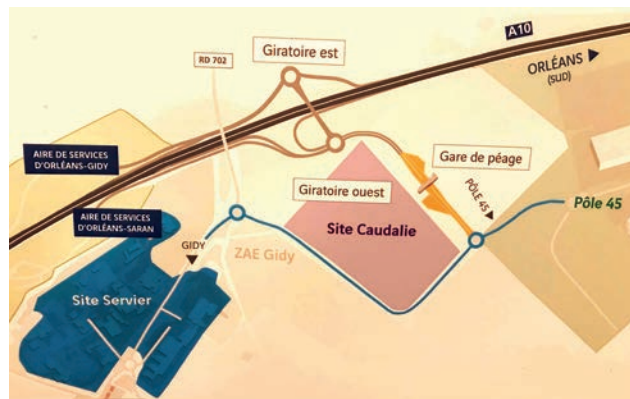 A10
Giratoire est
RD 702
ORLÉANS
(SUD)
AIRE DE SERVICES
D'ORLÉANS-GIDY
Gare de péage
PÔLE 45
Giratoire ouest
Pôle 45
AIRE DE SERVICES
D'ORLÉANS-SARAN
Site Caudalie
GIDY
ZAE Gidy
Site Servier